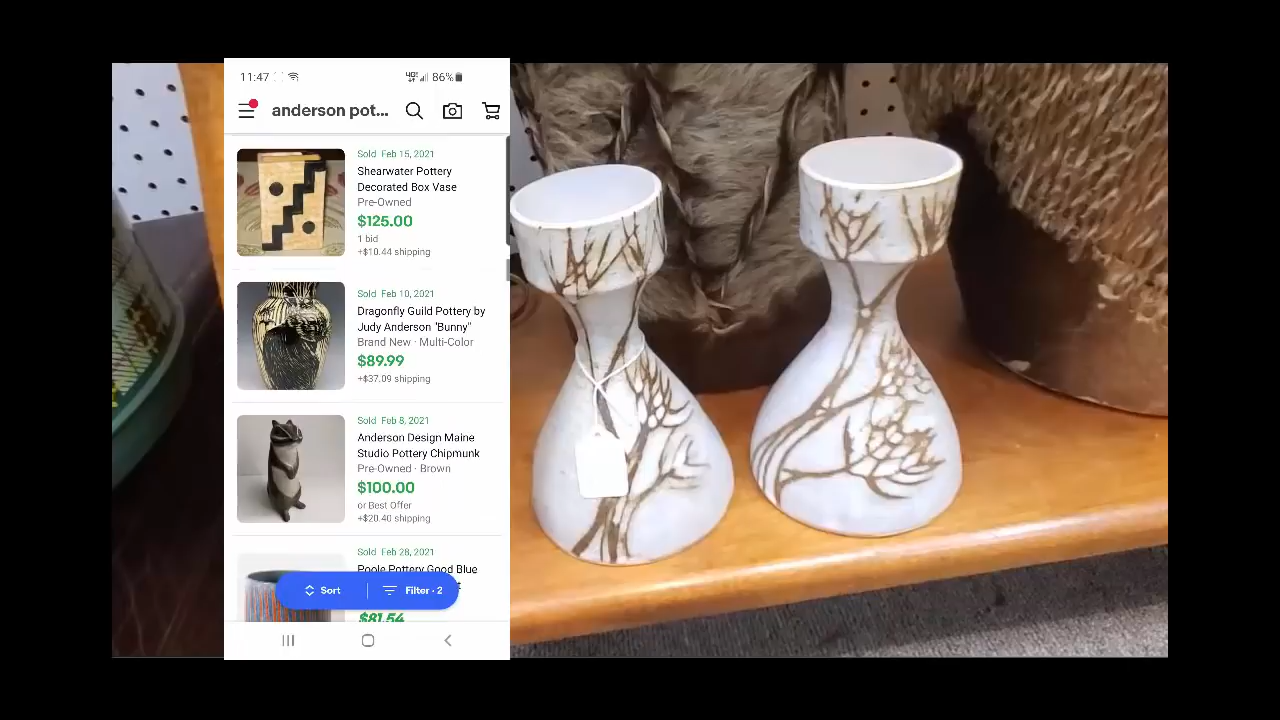 11:47
86%
anderson pot...
Sold Feb 15, 2021
Shearwater Pottery
Decorated Box Vase
Pre-Owned
$125.00
1 bid
+$10.44 shipping
Sold Feb 10, 2021
Dragonfly Guild Pottery by
Judy Anderson "Bunny"
Brand New · Multi-Color
$89.99
+$37.09 shipping
Sold Feb 8, 2021
Anderson Design Maine
Studio Pottery Chipmunk
Pre-Owned · Brown
$100.00
or Best Offer
+$20.40 shipping
Sold Feb 28, 2021
Poole Pottery Good Blue
Sort
Filter · 2
$81.54